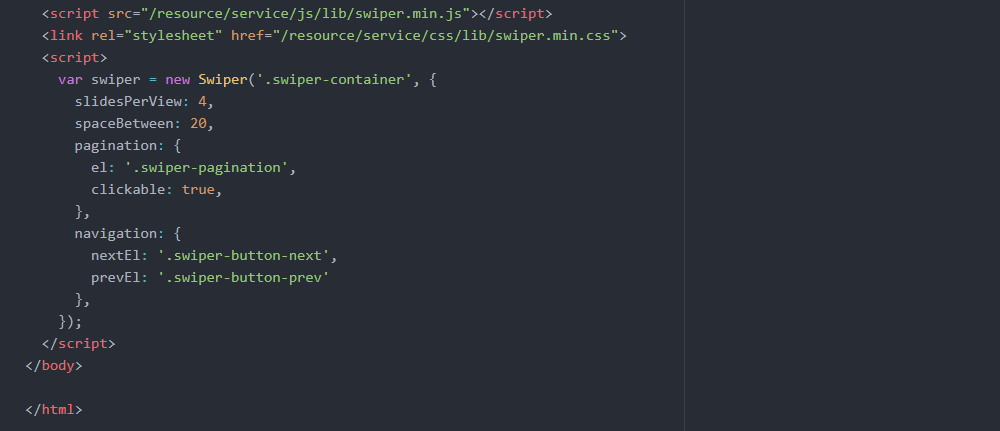 <script src="/resource/service/js/lib/swiper.min.js"></script>
<link rel="stylesheet" href="/resource/service/css/lib/swiper.min.css">
<script>
var swiper = new Swiper('.swiper-container', {
slidesPerView: 4,
spaceBetween: 20,
pagination: {
el: '.swiper-pagination',
clickable: true,
},
navigation: {
nextEl: '.swiper-button-next',
prevEl: '.swiper-button-prev'
},
});
</script>
</body>
</html>